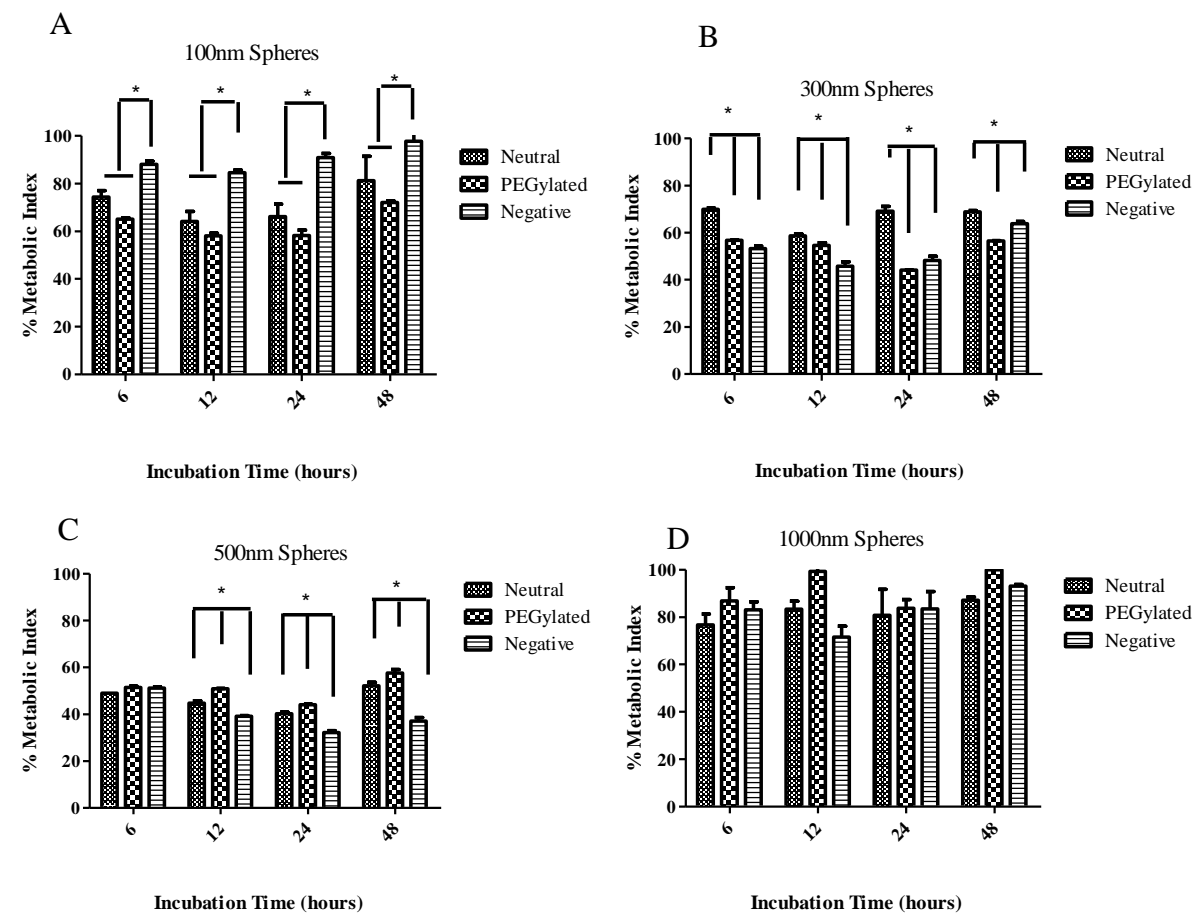 A
100nm Spheres
% Metabolic Index
100
80
60
40
20
0
* * * *
6 12 24 48
Incubation Time (hours)
Neutral
PEGylated
Negative
B
300nm Spheres
% Metabolic Index
100
80
60
40
20
0
* * * *
6 12 24 48
Incubation Time (hours)
Neutral
PEGylated
Negative
C
500nm Spheres
% Metabolic Index
100
80
60
40
20
0
* * *
6 12 24 48
Incubation Time (hours)
Neutral
PEGylated
Negative
D
1000nm Spheres
% Metabolic Index
100
80
60
40
20
0
6 12 24 48
Incubation Time (hours)
Neutral
PEGylated
Negative